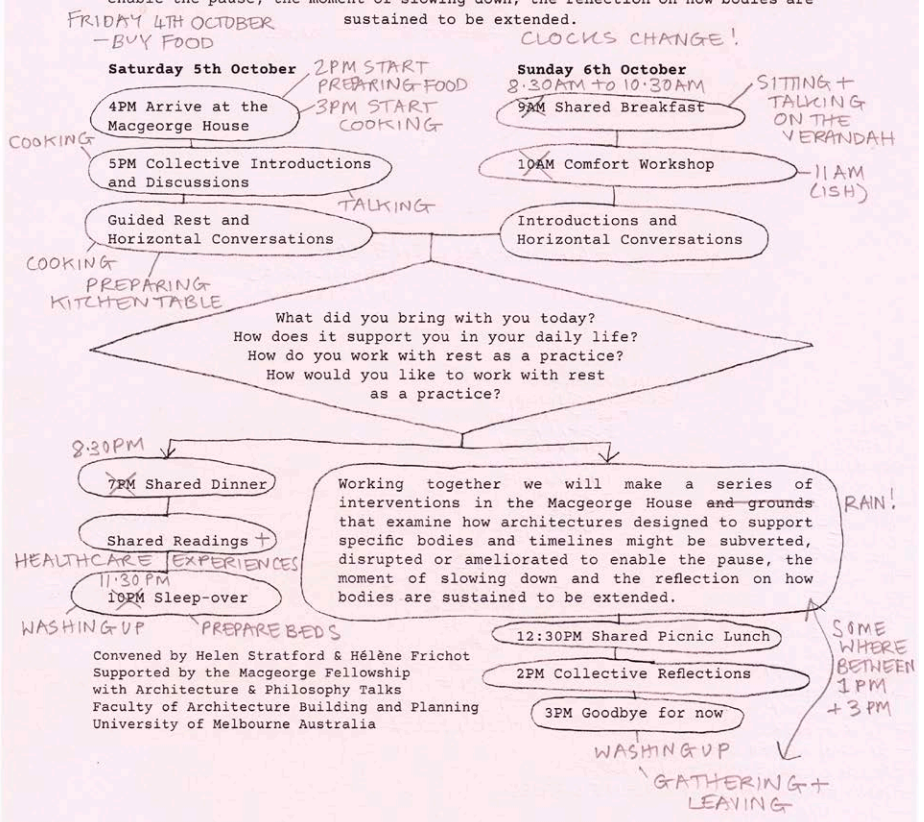 enable the pause, the moment of slowing down, the reflection on how bodies are
sustained to be extended.
FRIDAY 4TH OCTOBER
–BUY FOOD
CLOCKS CHANGE!
Saturday 5th October
2PM START
PREPARING FOOD
4PM Arrive at the
Macgeorge House
3PM START
COOKING
COOKING
5PM Collective Introductions
and Discussions
TALKING
Guided Rest and
Horizontal Conversations
COOKING
PREPARING
KITCHEN TABLE
Sunday 6th October
8.30AM TO 10.30AM
9AM Shared Breakfast
SITTING +
TALKING
ON THE
VERANDAH
10AM Comfort Workshop
11AM
(ISH)
Introductions and
Horizontal Conversations
What did you bring with you today?
How does it support you in your daily life?
How do you work with rest as a practice?
How would you like to work with rest
as a practice?
8.30PM
7PM Shared Dinner
Shared Readings +
HEALTHCARE EXPERIENCES
11.30PM
10PM Sleep-over
WASHING UP
PREPARE BEDS
Working together we will make a series of
interventions in the Macgeorge House and grounds
that examine how architectures designed to support
specific bodies and timelines might be subverted,
disrupted or ameliorated to enable the pause, the
moment of slowing down and the reflection on how
bodies are sustained to be extended.
RAIN!
12:30PM Shared Picnic Lunch
2PM Collective Reflections
3PM Goodbye for now
SOME
WHERE
BETWEEN
1PM
+ 3PM
WASHING UP
GATHERING +
LEAVING
Convened by Helen Stratford & Hélène Frichot
Supported by the Macgeorge Fellowship
with Architecture & Philosophy Talks
Faculty of Architecture Building and Planning
University of Melbourne Australia